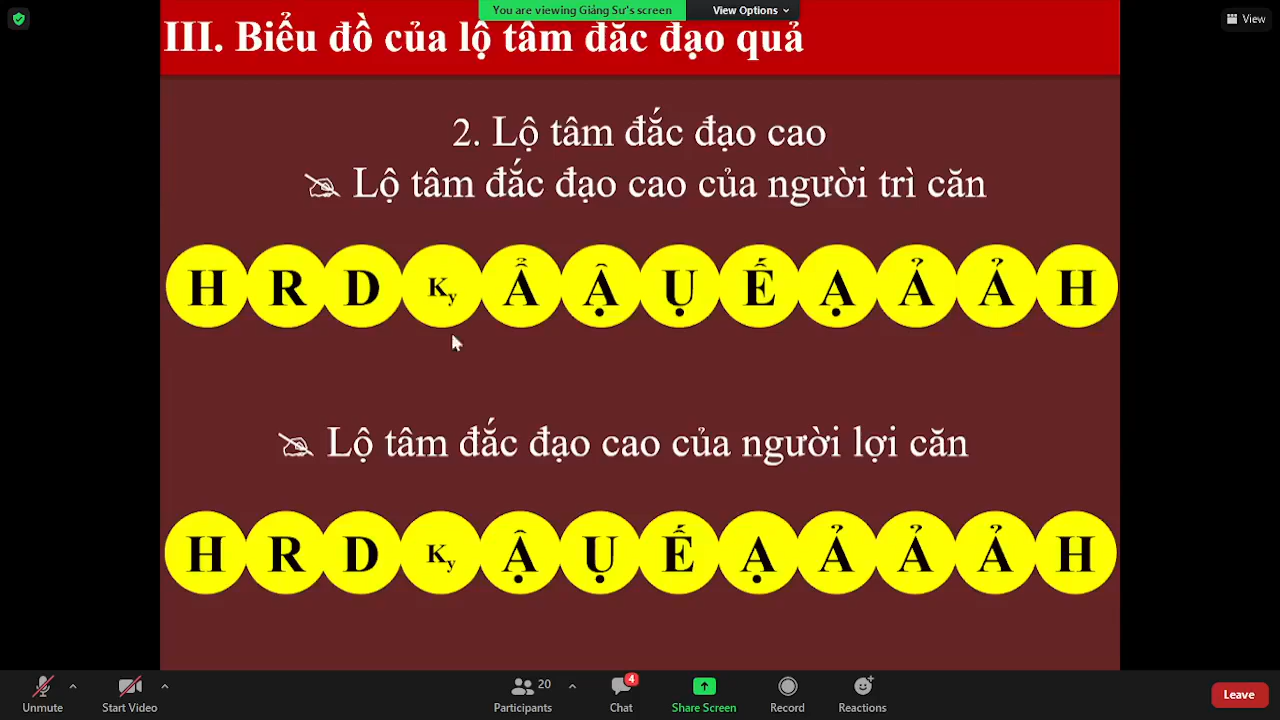 You are viewing Giảng Sư's screen
View Options
View
III. Biểu đồ của lộ tâm đắc đạo quả
2. Lộ tâm đắc đạo cao
Lộ tâm đắc đạo cao của người trì căn
H R D Ky Ẩ Ậ Ụ Ế Ạ Ả Ả H
Lộ tâm đắc đạo cao của người lợi căn
H R D Ky Ậ Ụ Ế Ạ Ả Ả Ả H
Unmute
Start Video
20
Participants
4
Chat
Share Screen
Record
Reactions
Leave